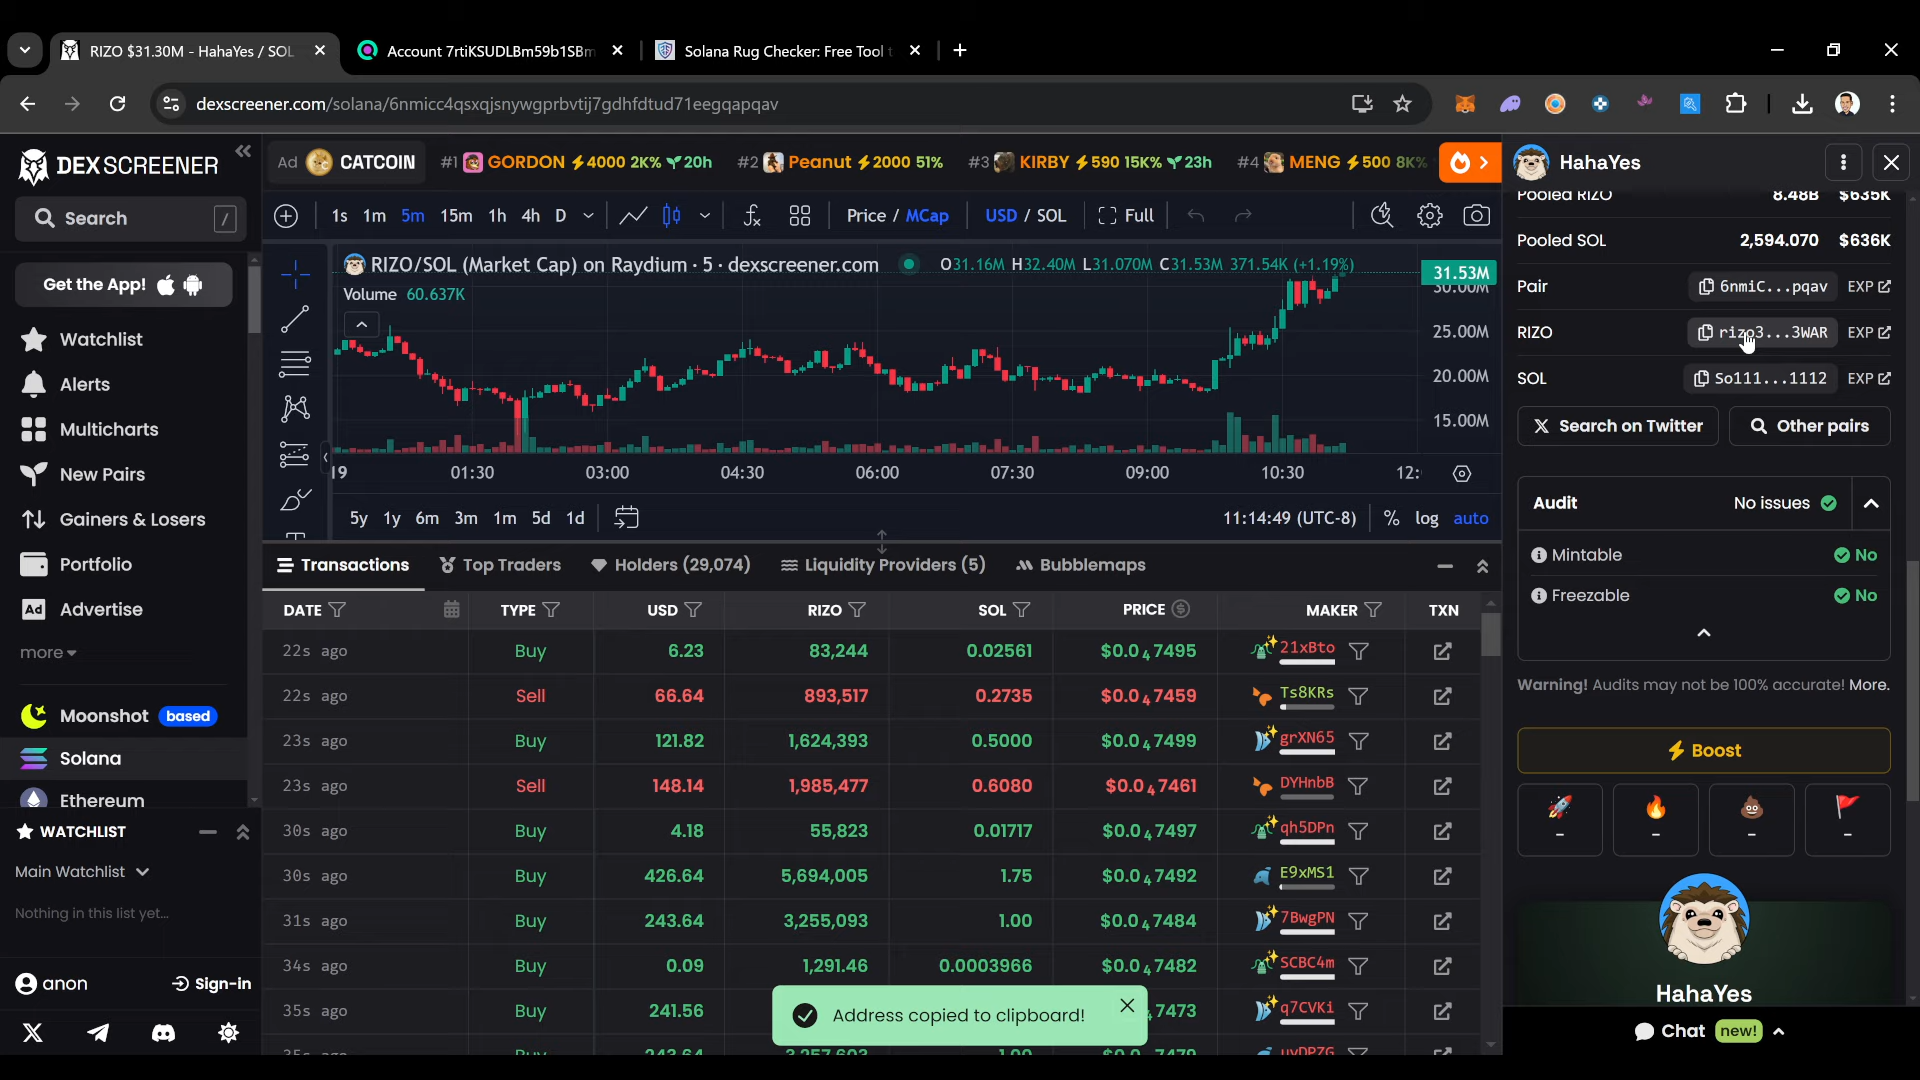 RIZO $31.30M - HahaYes / SOL
Account 7rtiKSUDLBm59b1SBm
Solana Rug Checker: Free Tool t
dexscreener.com/solana/6nmicc4qsxqjsnywgprbvtij7gdhfdtud71eegqapqav
DEX SCREENER
Search /
Get the App!
Watchlist
Alerts
Multicharts
New Pairs
Gainers & Losers
Portfolio
Ad Advertise
more
Moonshot based
Solana
Ethereum
WATCHLIST
Main Watchlist
Nothing in this list yet...
anon Sign-in
Ad CATCOIN #1 GORDON 4000 2K% 20h #2 Peanut 2000 51% #3 KIRBY 590 15K% 23h #4 MENG 500 8K%
1s 1m 5m 15m 1h 4h D Price / MCap USD / SOL Full
RIZO/SOL (Market Cap) on Raydium · 5 · dexscreener.com O31.16M H32.40M L31.070M C31.53M 371.54K (+1.19%)
Volume 60.637K
31.53M
30.00M
25.00M
20.00M
15.00M
19 01:30 03:00 04:30 06:00 07:30 09:00 10:30 12:
5y 1y 6m 3m 1m 5d 1d 11:14:49 (UTC-8) % log auto
Transactions Top Traders Holders (29,074) Liquidity Providers (5) Bubblemaps
DATE TYPE USD RIZO SOL PRICE MAKER TXN
22s ago Buy 6.23 83,244 0.02561 $0.0₄7495 21xBto
22s ago Sell 66.64 893,517 0.2735 $0.0₄7459 Ts8KRs
23s ago Buy 121.82 1,624,393 0.5000 $0.0₄7499 grXN65
23s ago Sell 148.14 1,985,477 0.6080 $0.0₄7461 DYHnbB
30s ago Buy 4.18 55,823 0.01717 $0.0₄7497 qh5DPn
30s ago Buy 426.64 5,694,005 1.75 $0.0₄7492 E9xMS1
31s ago Buy 243.64 3,255,093 1.00 $0.0₄7484 7BwgPN
34s ago Buy 0.09 1,291.46 0.0003966 $0.0₄7482 SCBC4m
35s ago Buy 241.56 7473 q7CVKi
Address copied to clipboard!
HahaYes
Pooled RIZO 8.48B $635K
Pooled SOL 2,594.070 $636K
Pair 6nmiC...pqav EXP
RIZO rizo3...3WAR EXP
SOL So111...1112 EXP
Search on Twitter Other pairs
Audit No issues
Mintable No
Freezable No
Warning! Audits may not be 100% accurate! More.
Boost
- - - -
HahaYes
Chat new!